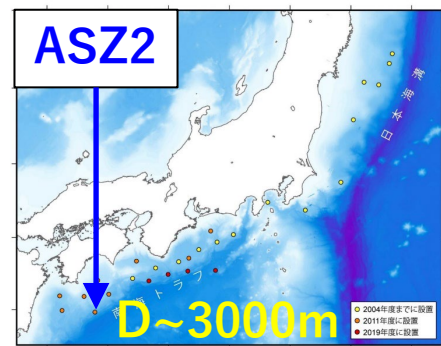 ASZ2
日本海溝
南海トラフ
D~3000m
2004年度までに設置
2011年度に設置
2019年度に設置